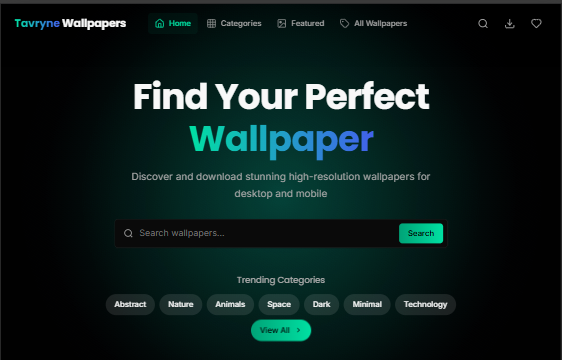 Tavryne Wallpapers Home Categories Featured All Wallpapers
Find Your Perfect
Wallpaper
Discover and download stunning high-resolution wallpapers for
desktop and mobile
Search wallpapers... Search
Trending Categories
Abstract Nature Animals Space Dark Minimal Technology
View All